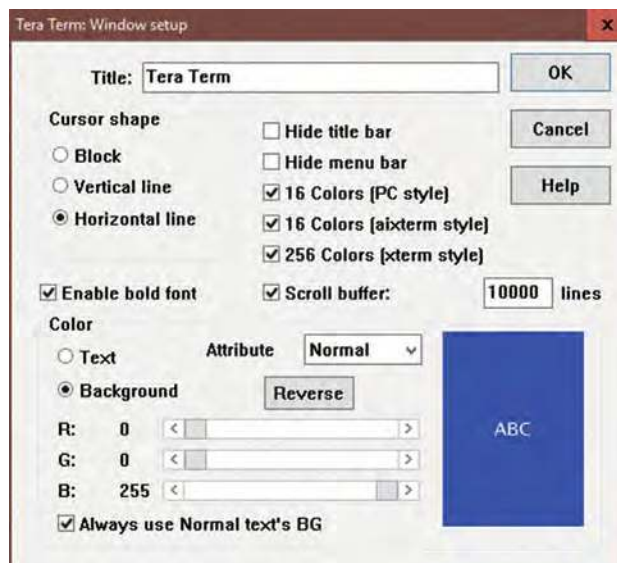 Tera Term: Window setup x
Title: Tera Term OK
Cursor shape
Block
Vertical line
Horizontal line
Hide title bar
Hide menu bar
16 Colors (PC style)
16 Colors (aixterm style)
256 Colors (xterm style)
Cancel
Help
Enable bold font
Scroll buffer: 10000 lines
Color
Text
Background
Attribute Normal
Reverse
R: 0
G: 0
B: 255
Always use Normal text's BG
ABC